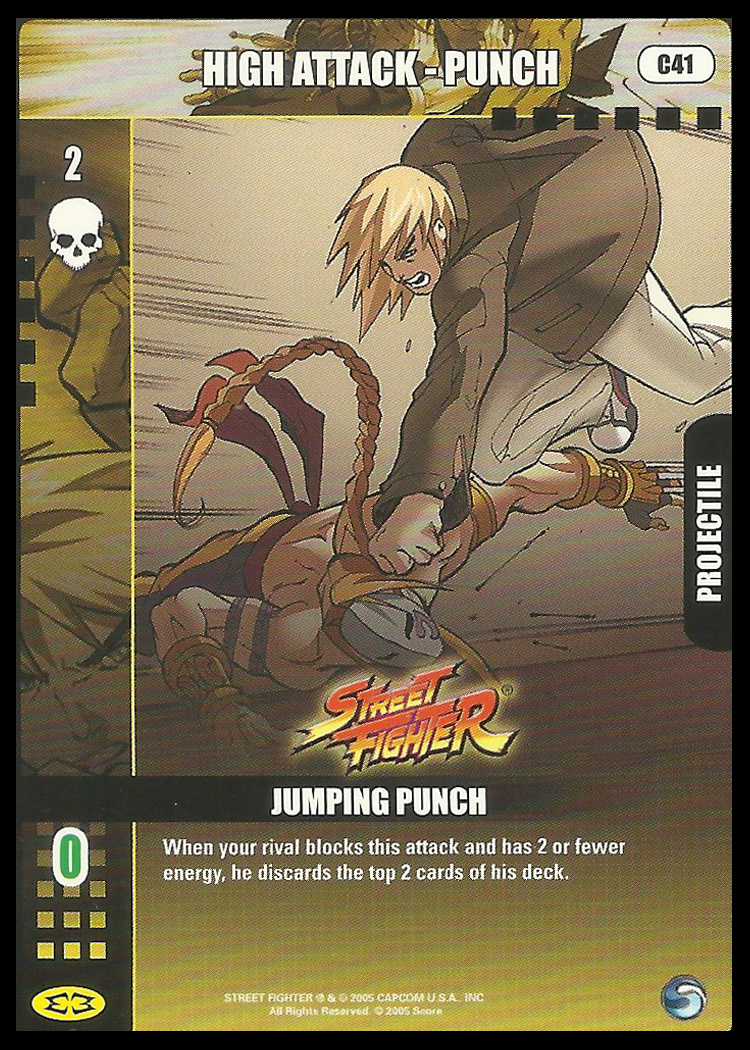 HIGH ATTACK - PUNCH
C41
2
PROJECTILE
STREET
FIGHTER®
JUMPING PUNCH
0
When your rival blocks this attack and has 2 or fewer
energy, he discards the top 2 cards of his deck.
STREET FIGHTER ® & © 2005 CAPCOM U.S.A., INC
All Rights Reserved. © 2005 Score